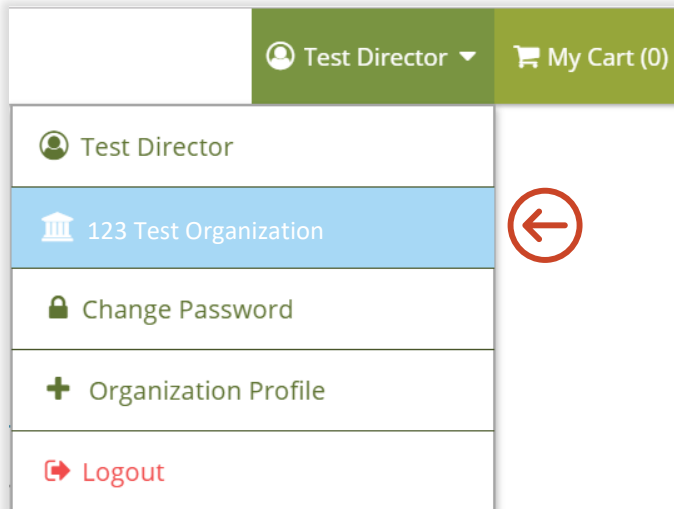 Test Director
My Cart (0)
Test Director
123 Test Organization
Change Password
Organization Profile
Logout